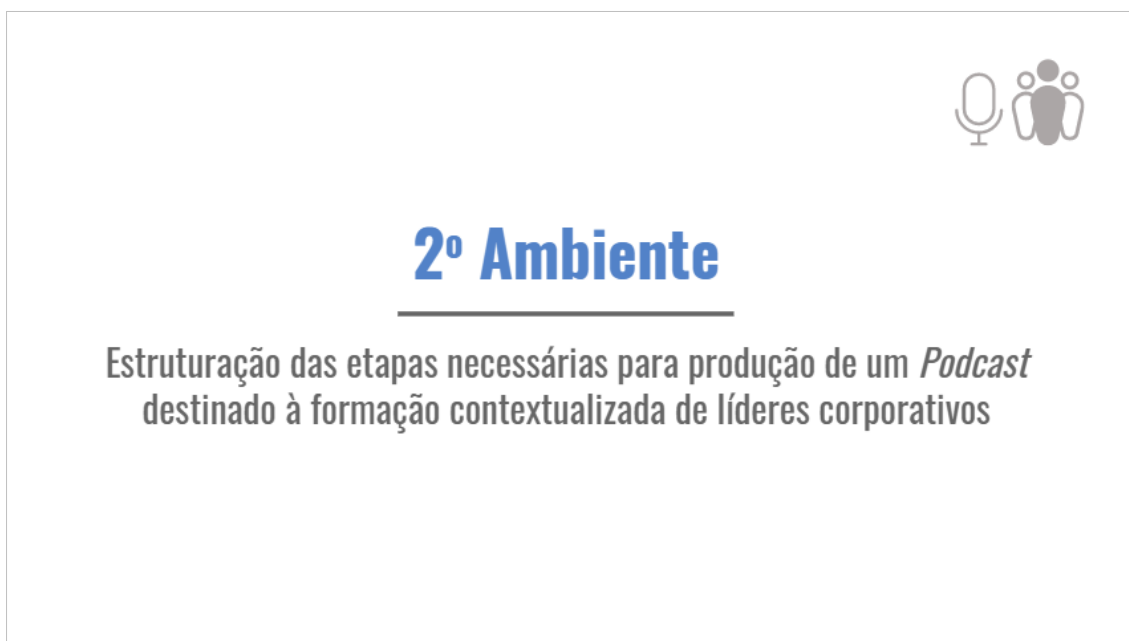 2º Ambiente
Estruturação das etapas necessárias para produção de um Podcast
destinado à formação contextualizada de líderes corporativos